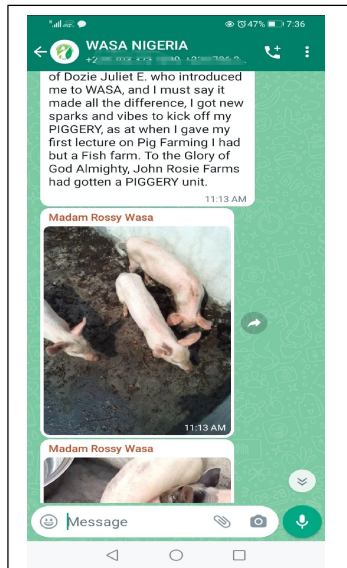 47% 7:36
WASA NIGERIA
of Dozie Juliet E. who introduced
me to WASA, and I must say it
made all the difference, I got new
sparks and vibes to kick off my
PIGGERY, as at when I gave my
first lecture on Pig Farming I had
but a Fish farm. To the Glory of
God Almighty, John Rosie Farms
had gotten a PIGGERY unit.
11:13 AM
Madam Rossy Wasa
11:13 AM
Madam Rossy Wasa
Message